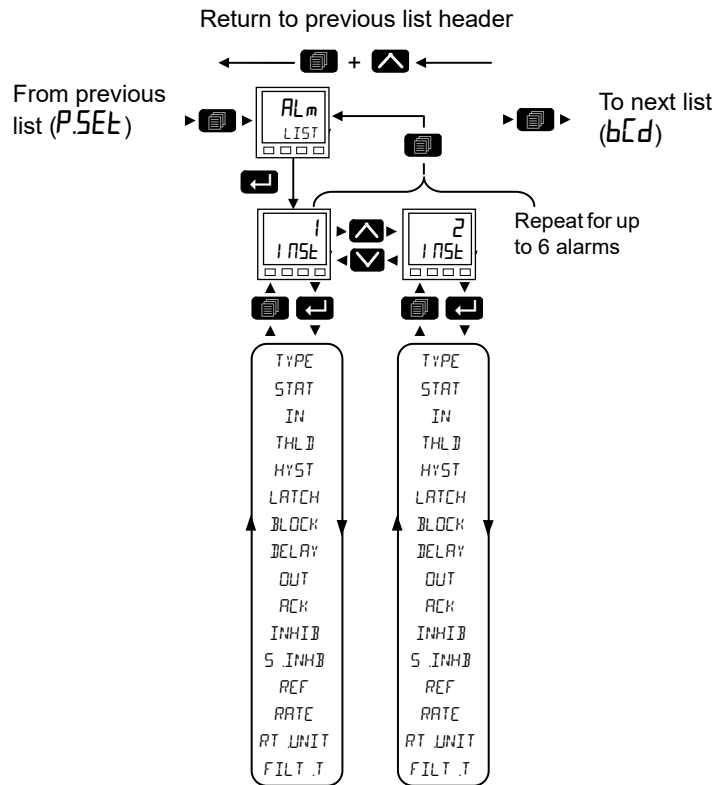 Return to previous list header
+
From previous
list (P.SEt)
ALm
LIST
To next list
(bCd)
1
INSt
2
INSt
Repeat for up
to 6 alarms
TYPE
STAT
IN
THLD
HYST
LATCH
BLOCK
DELAY
OUT
ACK
INHIB
S.INHB
REF
RATE
RT.UNIT
FILT.T
TYPE
STAT
IN
THLD
HYST
LATCH
BLOCK
DELAY
OUT
ACK
INHIB
S.INHB
REF
RATE
RT.UNIT
FILT.T